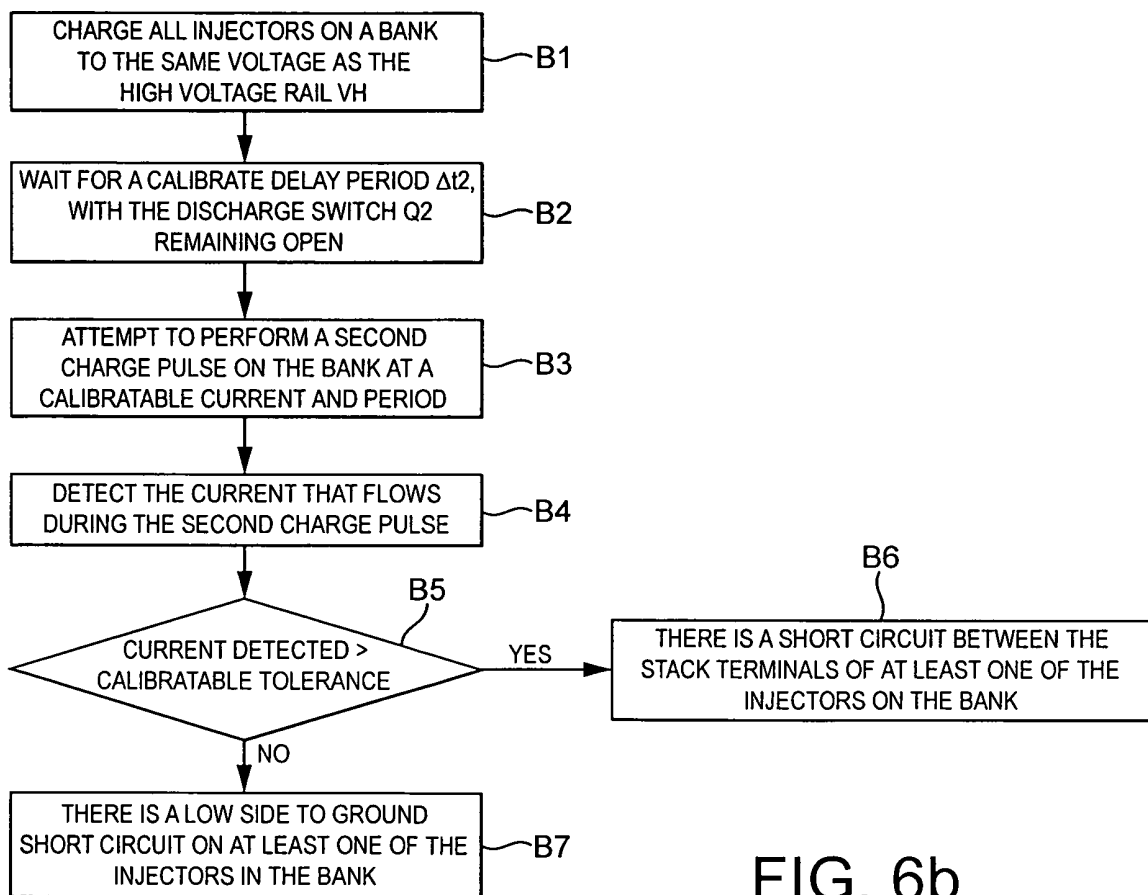 CHARGE ALL INJECTORS ON A BANK
TO THE SAME VOLTAGE AS THE
HIGH VOLTAGE RAIL VH
B1
WAIT FOR A CALIBRATE DELAY PERIOD Δt2,
WITH THE DISCHARGE SWITCH Q2
REMAINING OPEN
B2
ATTEMPT TO PERFORM A SECOND
CHARGE PULSE ON THE BANK AT A
CALIBRATABLE CURRENT AND PERIOD
B3
DETECT THE CURRENT THAT FLOWS
DURING THE SECOND CHARGE PULSE
B4
B5
CURRENT DETECTED >
CALIBRATABLE TOLERANCE
YES
B6
THERE IS A SHORT CIRCUIT BETWEEN THE
STACK TERMINALS OF AT LEAST ONE OF THE
INJECTORS ON THE BANK
NO
THERE IS A LOW SIDE TO GROUND
SHORT CIRCUIT ON AT LEAST ONE OF THE
INJECTORS IN THE BANK
B7
FIG. 6b